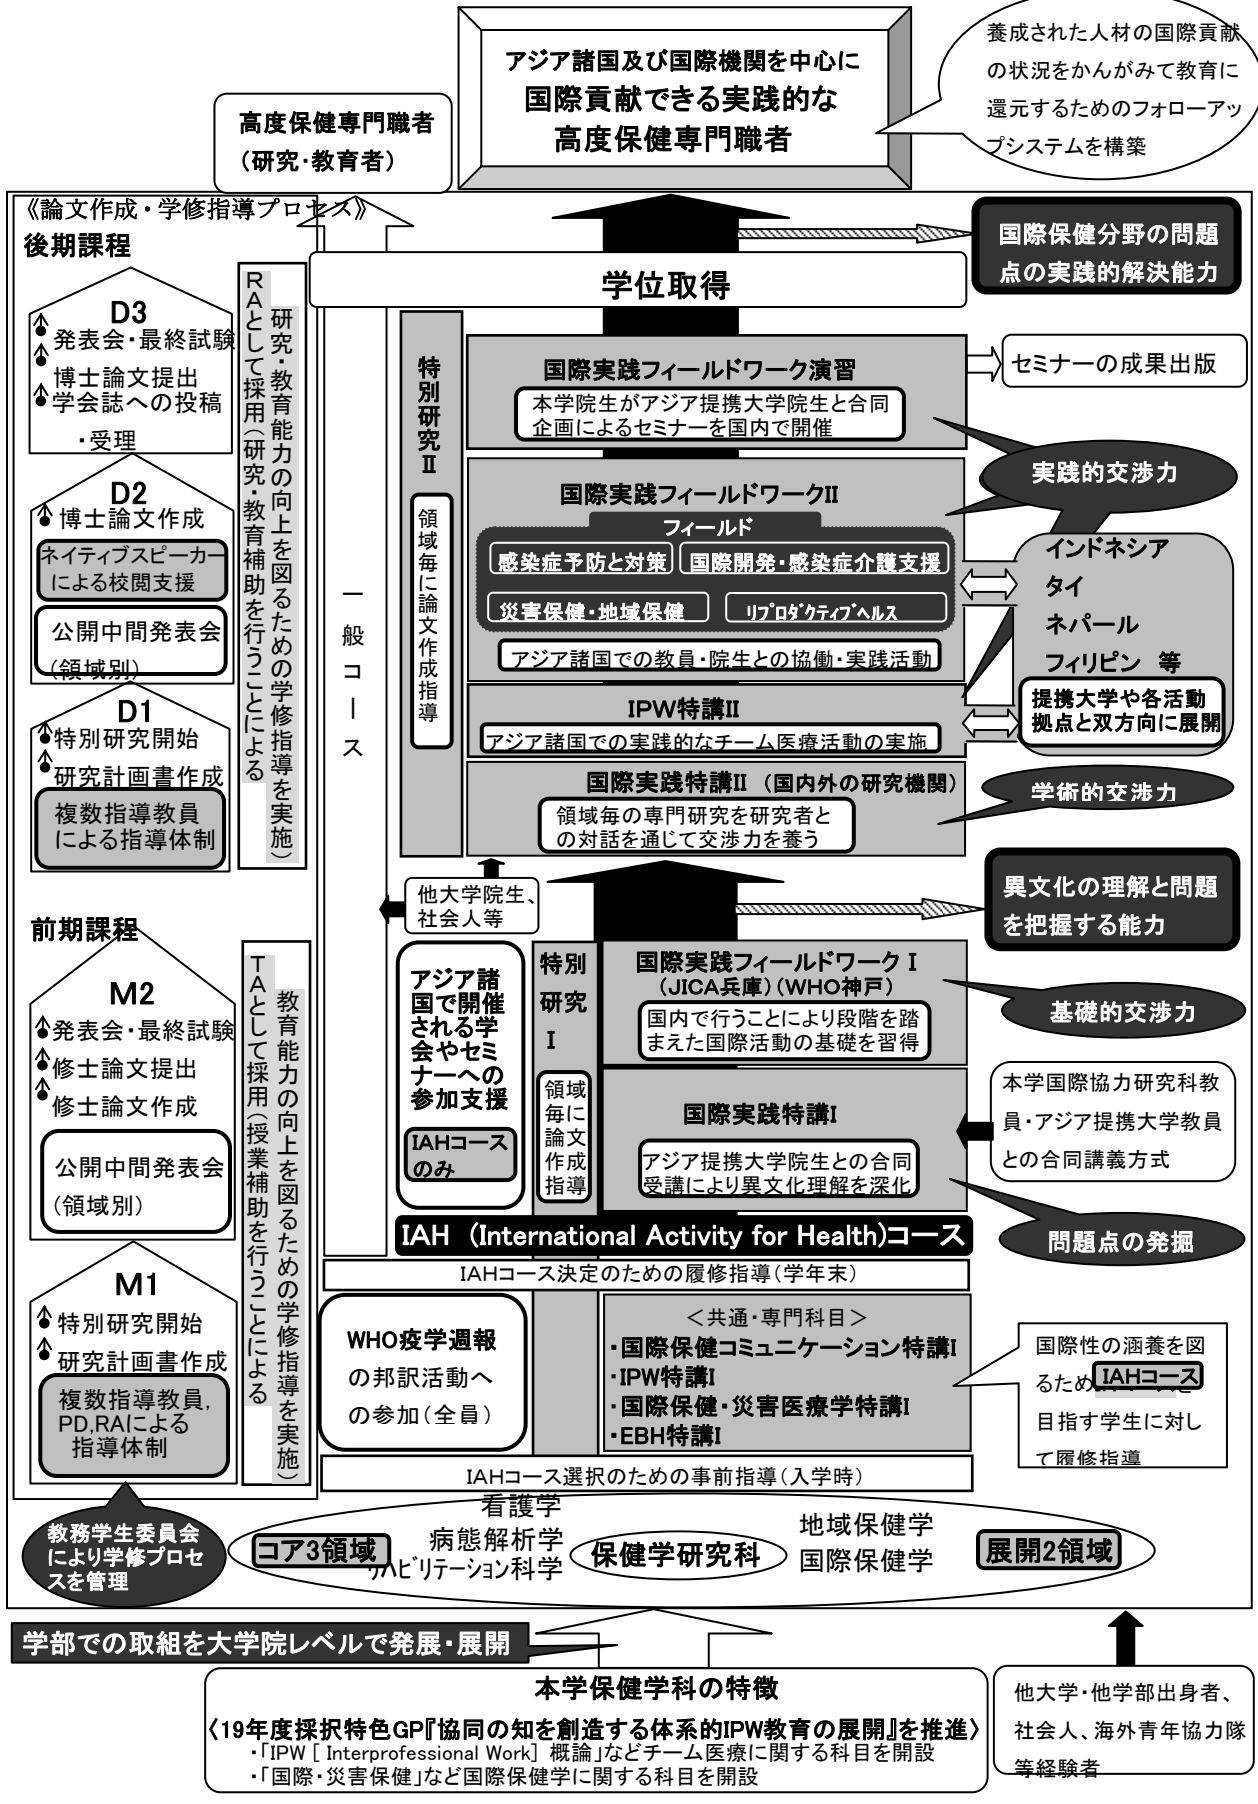 養成された人材の国際貢献
の状況をかんがみて教育に
還元するためのフォローアッ
プシステムを構築
アジア諸国及び国際機関を中心に
国際貢献できる実践的な
高度保健専門職者
高度保健専門職者
(研究・教育者)
《論文作成・学修指導プロセス》
後期課程
D3
発表会・最終試験
博士論文提出
学会誌への投稿
・受理
D2
博士論文作成
ネイティブスピーカー
による校閲支援
公開中間発表会
(領域別)
D1
特別研究開始
研究計画書作成
複数指導教員
による指導体制
研究・教育能力の向上を図るための学修指導を実施)
RAとして採用(研究・教育補助を行うことによる
前期課程
M2
発表会・最終試験
修士論文提出
修士論文作成
公開中間発表会
(領域別)
M1
特別研究開始
研究計画書作成
複数指導教員,
PD,RAによる
指導体制
教育能力の向上を図るための学修指導を実施)
TAとして採用(授業補助を行うことによる
教務学生委員会
により学修プロセ
スを管理
一般コース
学位取得
国際保健分野の問題
点の実践的解決能力
特別研究Ⅱ
領域毎に論文作成指導
国際実践フィールドワーク演習
本学院生がアジア提携大学院生と合同
企画によるセミナーを国内で開催
セミナーの成果出版
実践的交渉力
国際実践フィールドワークII
フィールド
感染症予防と対策
国際開発・感染症介護支援
災害保健・地域保健
リプロダクティブヘルス
アジア諸国での教員・院生との協働・実践活動
インドネシア
タイ
ネパール
フィリピン 等
提携大学や各活動
拠点と双方向に展開
IPW特講II
アジア諸国での実践的なチーム医療活動の実施
国際実践特講II (国内外の研究機関)
領域毎の専門研究を研究者と
の対話を通じて交渉力を養う
学術的交渉力
他大学院生、
社会人等
異文化の理解と問題
を把握する能力
アジア諸
国で開催
される学
会やセミ
ナーへの
参加支援
IAHコース
のみ
特別
研究
I
領域
毎に
論文
作成
指導
国際実践フィールドワーク I
(JICA兵庫)(WHO神戸)
国内で行うことにより段階を踏
まえた国際活動の基礎を習得
基礎的交渉力
国際実践特講I
アジア提携大学院生との合同
受講により異文化理解を深化
本学国際協力研究科教
員・アジア提携大学教員
との合同講義方式
問題点の発掘
IAH (International Activity for Health)コース
IAHコース決定のための履修指導(学年末)
WHO疫学週報
の邦訳活動へ
の参加(全員)
<共通・専門科目>
・国際保健コミュニケーション特講I
・IPW特講I
・国際保健・災害医療学特講I
・EBH特講I
国際性の涵養を図
るため IAHコース を
目指す学生に対し
て履修指導
IAHコース選択のための事前指導(入学時)
看護学
病態解析学
リハビリテーション科学
コア3領域
保健学研究科
地域保健学
国際保健学
展開2領域
学部での取組を大学院レベルで発展・展開
本学保健学科の特徴
〈19年度採択特色GP『協同の知を創造する体系的IPW教育の展開』を推進〉
・「IPW [ Interprofessional Work] 概論」などチーム医療に関する科目を開設
・「国際・災害保健」など国際保健学に関する科目を開設
他大学・他学部出身者、
社会人、海外青年協力隊
等経験者